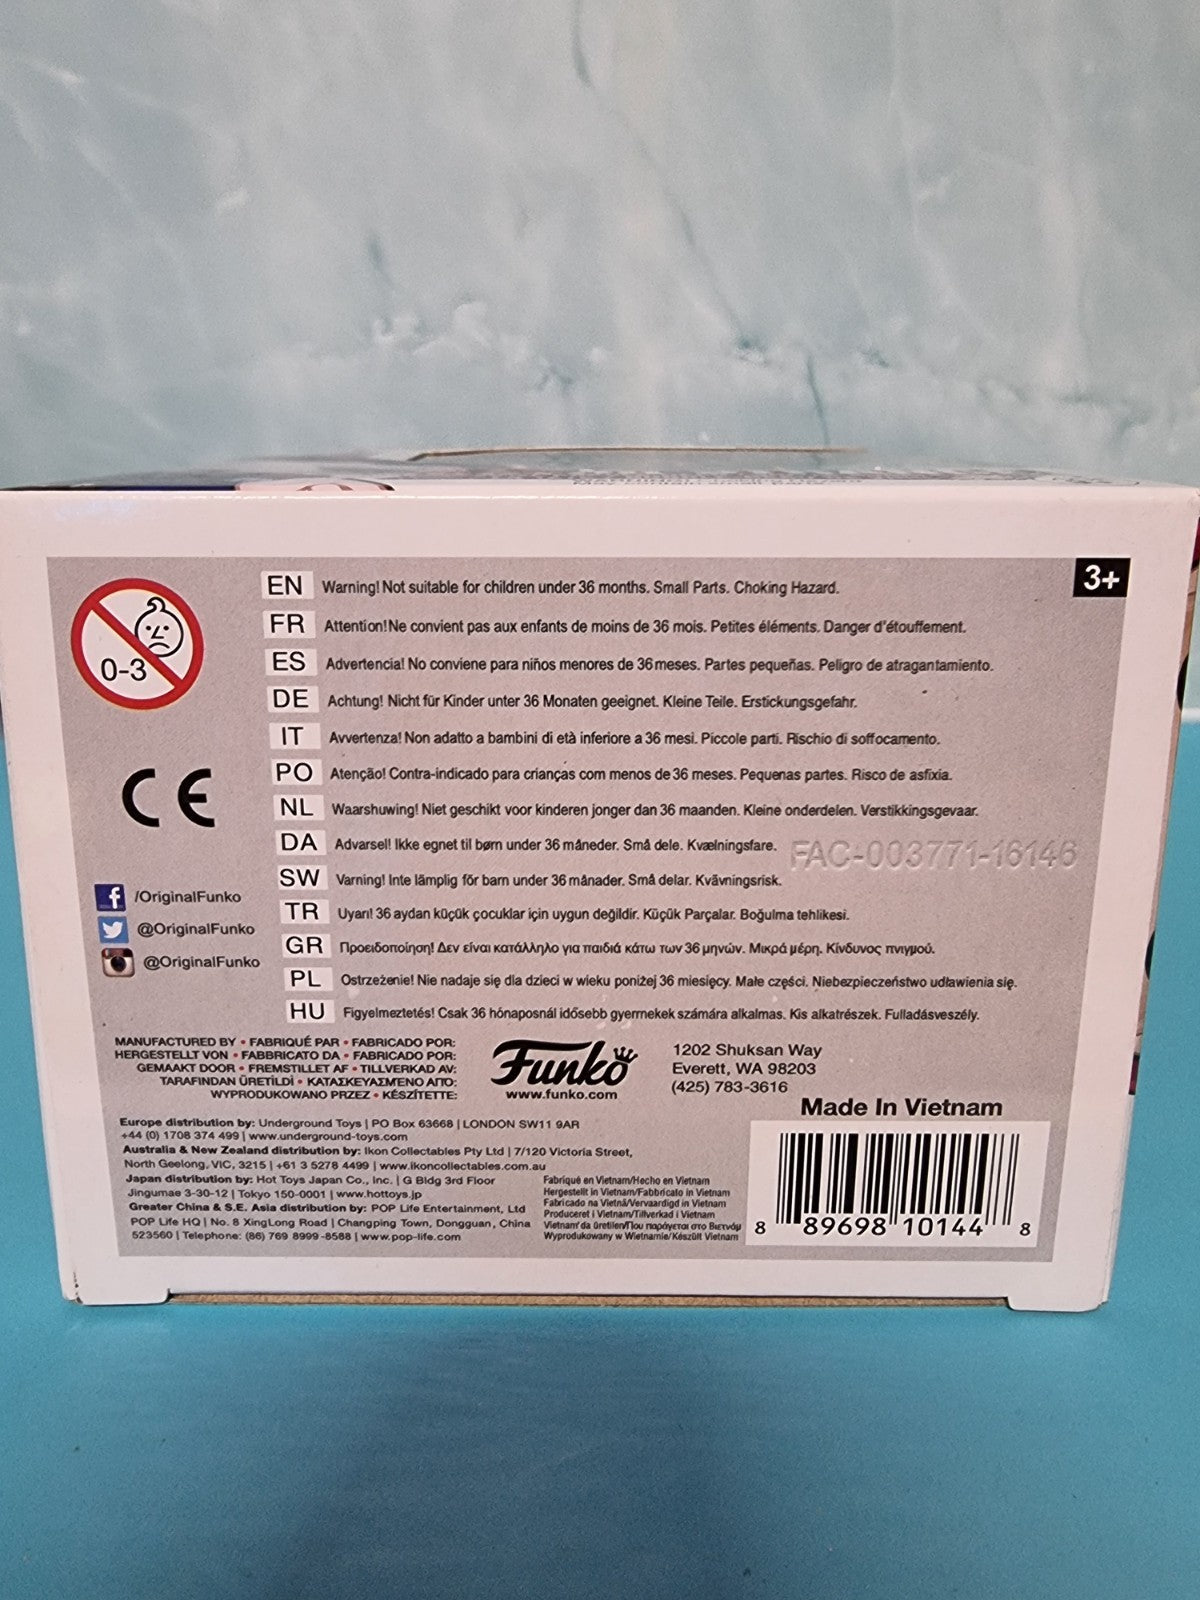 3+
0-3
EN Warning! Not suitable for children under 36 months. Small Parts. Choking Hazard.
FR Attention! Ne convient pas aux enfants de moins de 36 mois. Petites éléments. Danger d'étouffement.
ES Advertencia! No conviene para niños menores de 36 meses. Partes pequeñas. Peligro de atragantamiento.
DE Achtung! Nicht für Kinder unter 36 Monaten geeignet. Kleine Teile. Erstickungsgefahr.
IT Avvertenza! Non adatto a bambini di età inferiore a 36 mesi. Piccole parti. Rischio di soffocamento.
PO Atenção! Contra-indicado para crianças com menos de 36 meses. Pequenas partes. Risco de asfixia.
NL Waarshuwing! Niet geschikt voor kinderen jonger dan 36 maanden. Kleine onderdelen. Verstikkingsgevaar.
DA Advarsel! Ikke egnet til børn under 36 måneder. Små dele. Kvælningsfare.
FAC-003771-16146
SW Varning! Inte lämplig för barn under 36 månader. Små delar. Kvävningsrisk.
TR Uyarı! 36 aydan küçük çocuklar için uygun değildir. Küçük Parçalar. Boğulma tehlikesi.
GR Προειδοποίηση! Δεν είναι κατάλληλο για παιδιά κάτω των 36 μηνών. Μικρά μέρη. Κίνδυνος πνιγμού.
PL Ostrzeżenie! Nie nadaje się dla dzieci w wieku poniżej 36 miesięcy. Małe części. Niebezpieczeństwo udławienia się.
HU Figyelmeztetés! Csak 36 hónaposnál idősebb gyermekek számára alkalmas. Kis alkatrészek. Fulladásveszély.
CE
/OriginalFunko
@OriginalFunko
@OriginalFunko
MANUFACTURED BY • FABRIQUÉ PAR • FABRICADO POR:
HERGESTELLT VON • FABBRICATO DA • FABRICADO POR:
GEMAAKT DOOR • FREMSTILLET AF • TILLVERKAD AV:
TARAFINDAN ÜRETİLDİ • ΚΑΤΑΣΚΕΥΑΣΜΈΝΟ ΑΠΌ:
WYPRODUKOWANO PRZEZ • KÉSZÍTETTE:
Funko
www.funko.com
1202 Shuksan Way
Everett, WA 98203
(425) 783-3616
Made In Vietnam
Europe distribution by: Underground Toys | PO Box 63668 | LONDON SW11 9AR
+44 (0) 1708 374 499 | www.underground-toys.com
Australia & New Zealand distribution by: Ikon Collectables Pty Ltd | 7/120 Victoria Street,
North Geelong, VIC, 3215 | +61 3 5278 4499 | www.ikoncollectables.com.au
Japan distribution by: Hot Toys Japan Co., Inc. | G Bldg 3rd Floor
Jingumae 3-30-12 | Tokyo 150-0001 | www.hottoys.jp
Greater China & S.E. Asia distribution by: POP Life Entertainment, Ltd
POP Life HQ | No. 8 XingLong Road | Changping Town, Dongguan, China
523560 | Telephone: (86) 769 8999-8588 | www.pop-life.com
Fabriqué en Vietnam/Hecho en Vietnam
Hergestellt in Vietnam/Fabbricato in Vietnam
Fabricado na Vietnã/Vervaardigd in Vietnam
Produceret i Vietnam/Tillverkad i Vietnam
Vietnam'da üretilen/Που παράγεται στο Βιετνάμ
Wyprodukowany w Wietnamie/Készült Vietnam
8 89698 10144 8